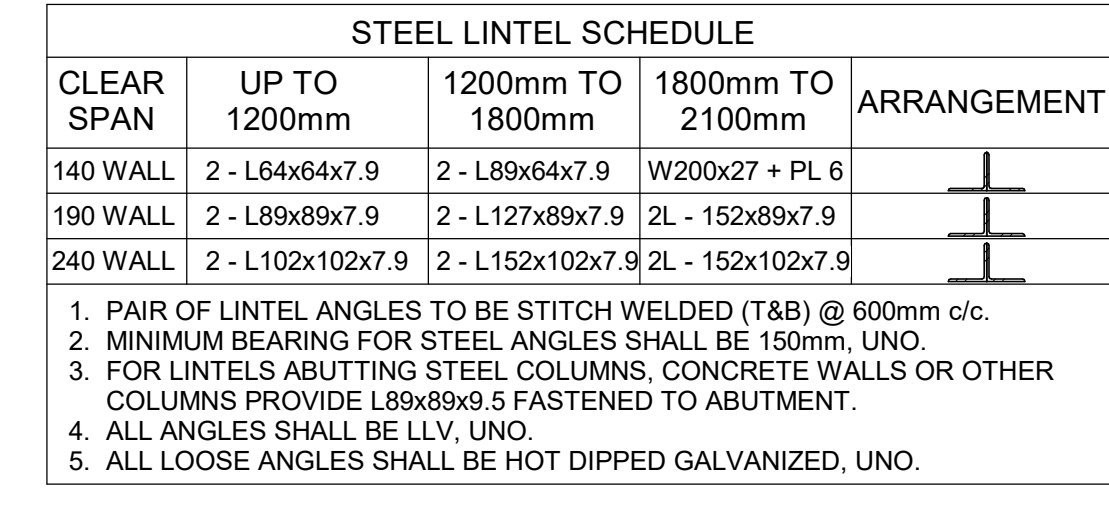 STEEL LINTEL SCHEDULE
CLEAR SPAN UP TO 1200mm 1200mm TO 1800mm 1800mm TO 2100mm ARRANGEMENT
140 WALL 2 - L64x64x7.9 2 - L89x64x7.9 W200x27 + PL 6
190 WALL 2 - L89x89x7.9 2 - L127x89x7.9 2L - 152x89x7.9
240 WALL 2 - L102x102x7.9 2 - L152x102x7.9 2L - 152x102x7.9
1. PAIR OF LINTEL ANGLES TO BE STITCH WELDED (T&B) @ 600mm c/c.
2. MINIMUM BEARING FOR STEEL ANGLES SHALL BE 150mm, UNO.
3. FOR LINTELS ABUTTING STEEL COLUMNS, CONCRETE WALLS OR OTHER
COLUMNS PROVIDE L89x89x9.5 FASTENED TO ABUTMENT.
4. ALL ANGLES SHALL BE LLV, UNO.
5. ALL LOOSE ANGLES SHALL BE HOT DIPPED GALVANIZED, UNO.